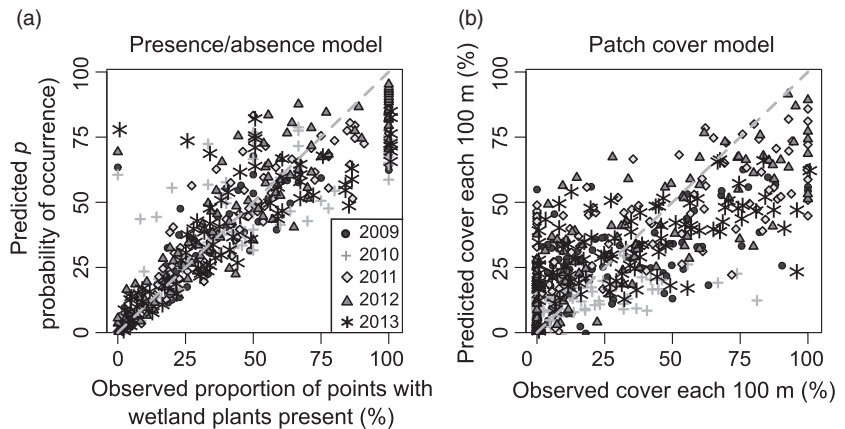 (a)
Presence/absence model
Predicted p
probability of occurrence)
100
75
50
25
0
2009
2010
2011
2012
2013
0 25 50 75 100
Observed proportion of points with
wetland plants present (%)
(b)
Patch cover model
Predicted cover each 100 m (%)
100
75
50
25
0
0 25 50 75 100
Observed cover each 100 m (%)